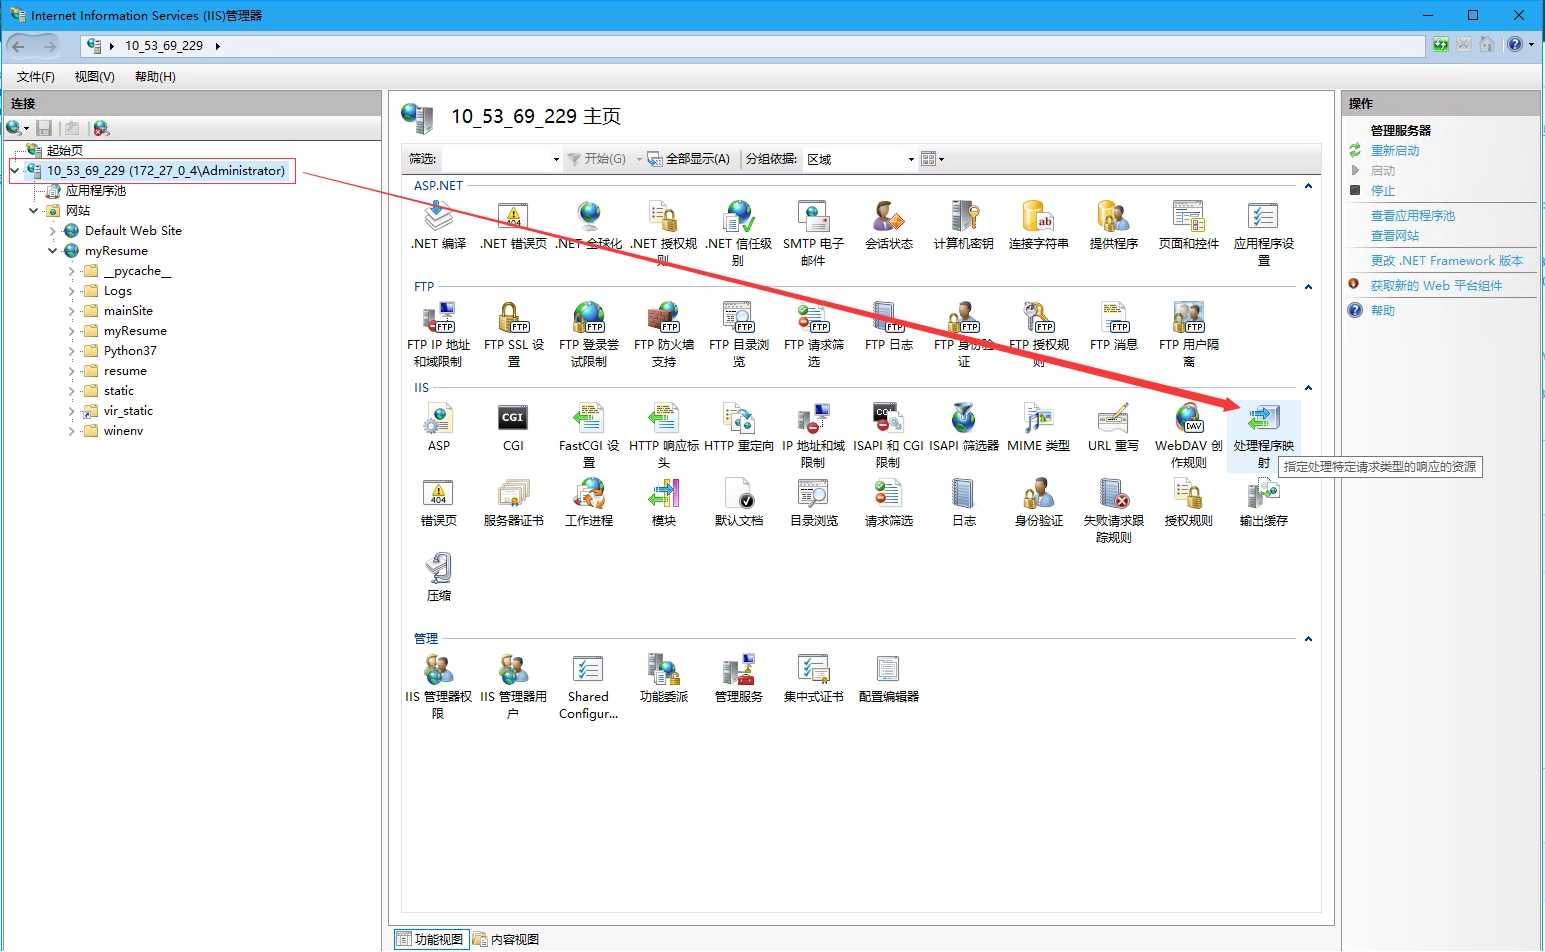 Internet Information Services (IIS)管理器
10_53_69_229
文件(F) 视图(V) 帮助(H)
连接
起始页
10_53_69_229 (172_27_0_4\Administrator)
应用程序池
网站
Default Web Site
myResume
__pycache__
Logs
mainSite
myResume
Python37
resume
static
vir_static
winenv
10_53_69_229 主页
筛选: 开始(G) 全部显示(A) 分组依据: 区域
ASP.NET
.NET 编译
.NET 错误页
.NET 全球化
.NET 授权规
则
.NET 信任级
别
SMTP 电子
邮件
会话状态
计算机密钥
连接字符串
提供程序
页面和控件
应用程序设
置
FTP
FTP IP 地址
和域限制
FTP SSL 设
置
FTP 登录尝
试限制
FTP 防火墙
支持
FTP 目录浏
览
FTP 请求筛
选
FTP 日志
FTP 身份验
证
FTP 授权规
则
FTP 消息
FTP 用户隔
离
IIS
ASP
CGI
FastCGI 设
置
HTTP 响应标
头
HTTP 重定向
IP 地址和域
限制
ISAPI 和 CGI
限制
ISAPI 筛选器
MIME 类型
URL 重写
WebDAV 创
作规则
处理程序映
射
指定处理特定请求类型的响应的资源
错误页
服务器证书
工作进程
模块
默认文档
目录浏览
请求筛选
日志
身份验证
失败请求跟
踪规则
授权规则
输出缓存
压缩
管理
IIS 管理器权
限
IIS 管理器用
户
Shared
Configur...
功能委派
管理服务
集中式证书
配置编辑器
功能视图 内容视图
操作
管理服务器
重新启动
启动
停止
查看应用程序池
查看网站
更改 .NET Framework 版本
获取新的 Web 平台组件
帮助